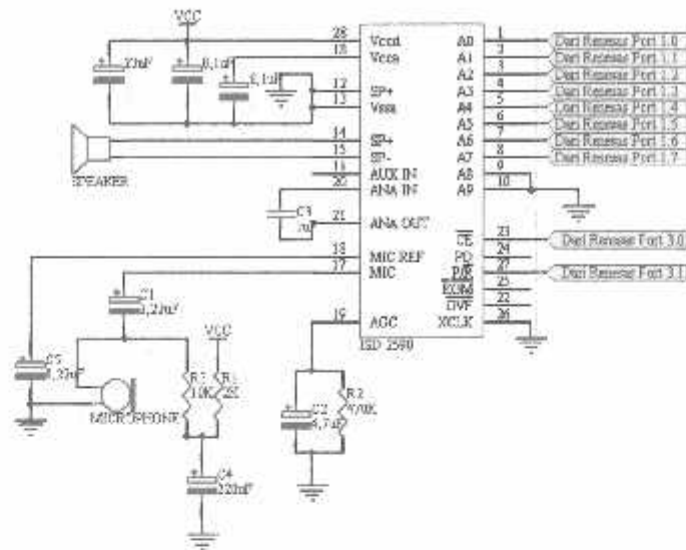 VCC
28 Vccd
Vcca
12 SP+
13 Vssa
14 SP+
15 SP-
AUX IN
20 ANA IN
21 ANA OUT
18 MIC REF
17 MIC
19 AGC
A0 1 Dari Renesas Port 1.0
A1 2 Dari Renesas Port 1.1
A2 3 Dari Renesas Port 1.2
A3 4 Dari Renesas Port 1.3
A4 5 Dari Renesas Port 1.4
A5 6 Dari Renesas Port 1.5
A6 7 Dari Renesas Port 1.6
A7 8 Dari Renesas Port 1.7
A8 9
A9 10
CE 23 Dari Renesas Port 3.0
PD 24
P/R 27 Dari Renesas Port 3.1
EOM 25
OVF 22
XCLK 26
ISD 2590
0,1uF
0,1uF
SPEAKER
C3
C1
C5
MICROPHONE
VCC
10K
R1
2K
C4
220uF
C2
4,7uF
R2
470K